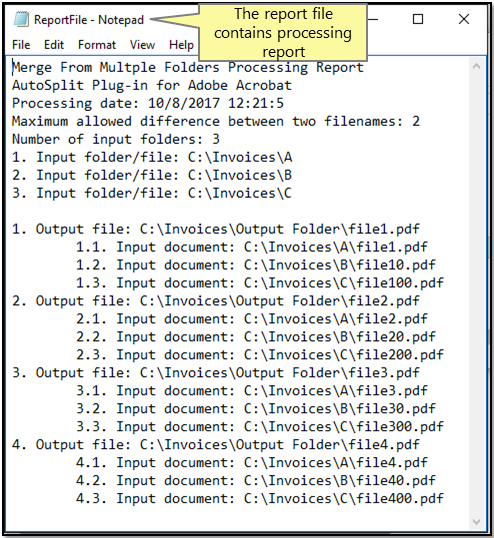 ReportFile - Notepad
The report file
contains processing
report
File Edit Format View Help
Merge From Multple Folders Processing Report
AutoSplit Plug-in for Adobe Acrobat
Processing date: 10/8/2017 12:21:5
Maximum allowed difference between two filenames: 2
Number of input folders: 3
1. Input folder/file: C:\Invoices\A
2. Input folder/file: C:\Invoices\B
3. Input folder/file: C:\Invoices\C
1. Output file: C:\Invoices\Output Folder\file1.pdf
1.1. Input document: C:\Invoices\A\file1.pdf
1.2. Input document: C:\Invoices\B\file10.pdf
1.3. Input document: C:\Invoices\C\file100.pdf
2. Output file: C:\Invoices\Output Folder\file2.pdf
2.1. Input document: C:\Invoices\A\file2.pdf
2.2. Input document: C:\Invoices\B\file20.pdf
2.3. Input document: C:\Invoices\C\file200.pdf
3. Output file: C:\Invoices\Output Folder\file3.pdf
3.1. Input document: C:\Invoices\A\file3.pdf
3.2. Input document: C:\Invoices\B\file30.pdf
3.3. Input document: C:\Invoices\C\file300.pdf
4. Output file: C:\Invoices\Output Folder\file4.pdf
4.1. Input document: C:\Invoices\A\file4.pdf
4.2. Input document: C:\Invoices\B\file40.pdf
4.3. Input document: C:\Invoices\C\file400.pdf